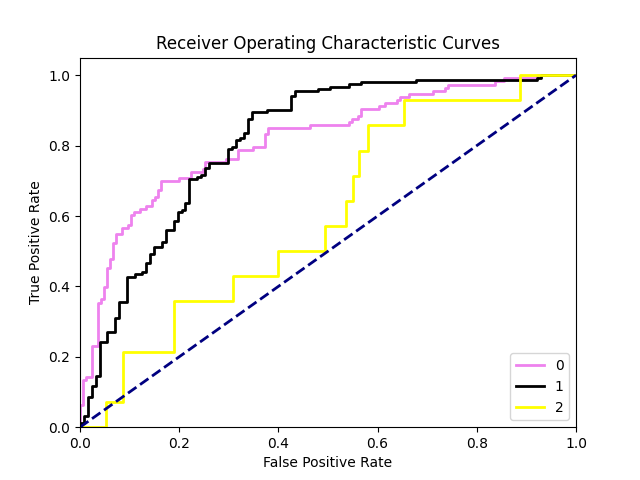 Receiver Operating Characteristic Curves
True Positive Rate
1.0
0.8
0.6
0.4
0.2
0.0
0.0 0.2 0.4 0.6 0.8 1.0
False Positive Rate
0
1
2